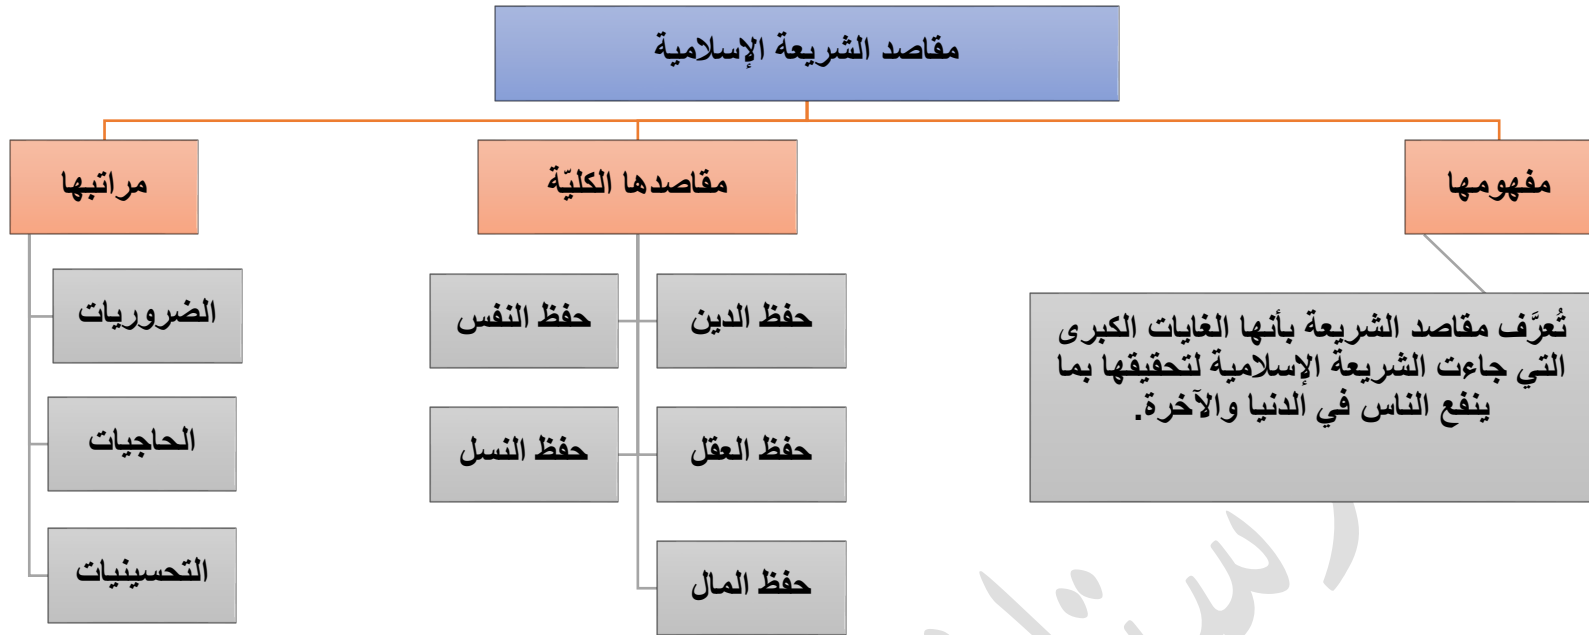 مقاصد الشريعة الإسلامية
مفهومها
تُعرَّف مقاصد الشريعة بأنها الغايات الكبرى
التي جاءت الشريعة الإسلامية لتحقيقها بما
ينفع الناس في الدنيا والآخرة.
مقاصدها الكليّة
حفظ الدين
حفظ النفس
حفظ العقل
حفظ النسل
حفظ المال
مراتبها
الضروريات
الحاجيات
التحسينيات